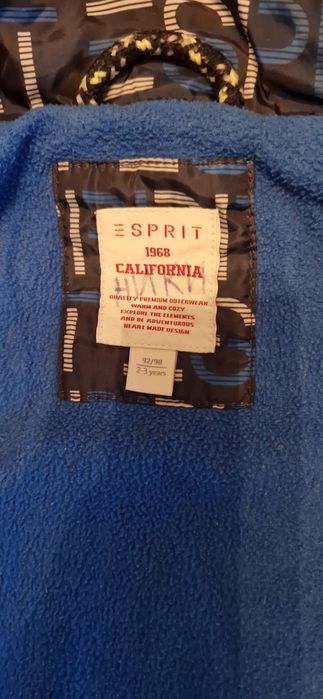 ESPRIT
1968
CALIFORNIA
НИКИ
QUALITY PREMIUM OUTERWEAR
WARM AND COZY
EXPLORE THE ELEMENTS
AND BE ADVENTUROUS
HEART MADE DESIGN
92/98
2-3 years